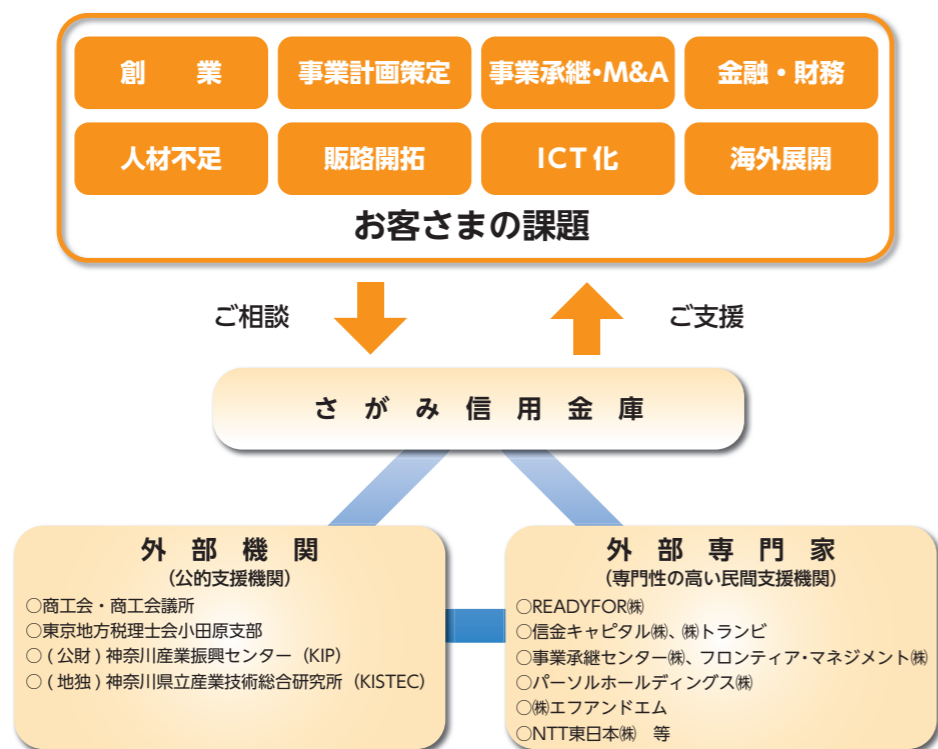 創　業　事業計画策定　事業承継・M&A　金融・財務
人材不足　販路開拓　ICT化　海外展開
お客さまの課題
ご相談　ご支援
さがみ信用金庫
外部機関
(公的支援機関)
○商工会・商工会議所
○東京地方税理士会小田原支部
○(公財)神奈川産業振興センター（KIP）
○(地独)神奈川県立産業技術総合研究所（KISTEC）
外部専門家
(専門性の高い民間支援機関)
○READYFOR㈱
○信金キャピタル㈱、㈱トランビ
○事業承継センター㈱、フロンティア・マネジメント㈱
○パーソルホールディングス㈱
○㈱エフアンドエム
○NTT東日本㈱　等